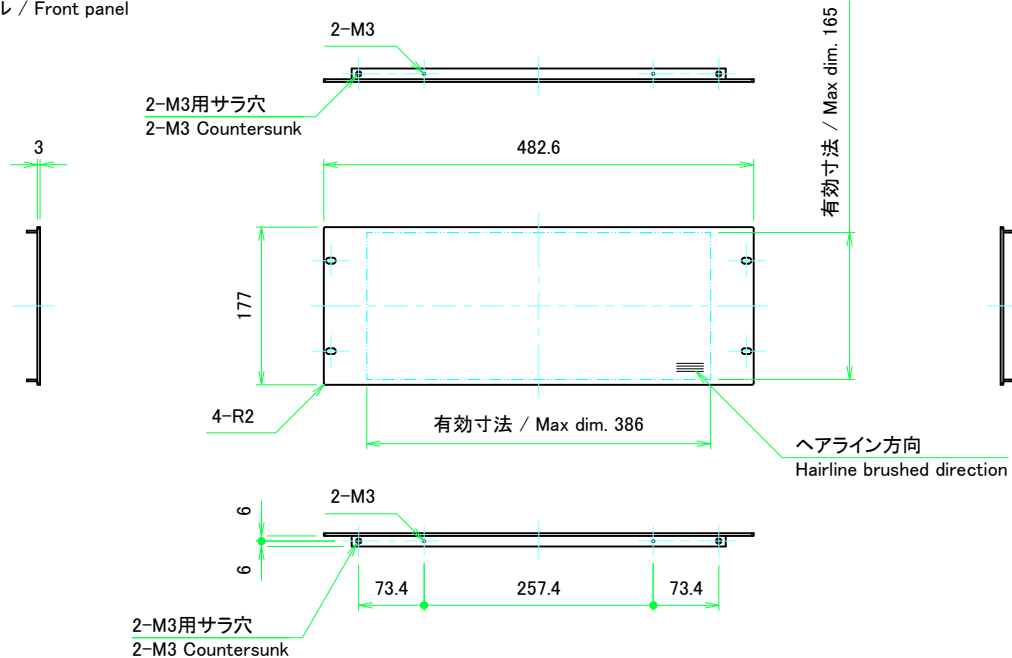 ル / Front panel
2-M3
2-M3用サラ穴
2-M3 Countersunk
有効寸法 / Max dim. 165
3
482.6
177
4-R2
有効寸法 / Max dim. 386
ヘアライン方向
Hairline brushed direction
2-M3
6
6
73.4
257.4
73.4
2-M3用サラ穴
2-M3 Countersunk